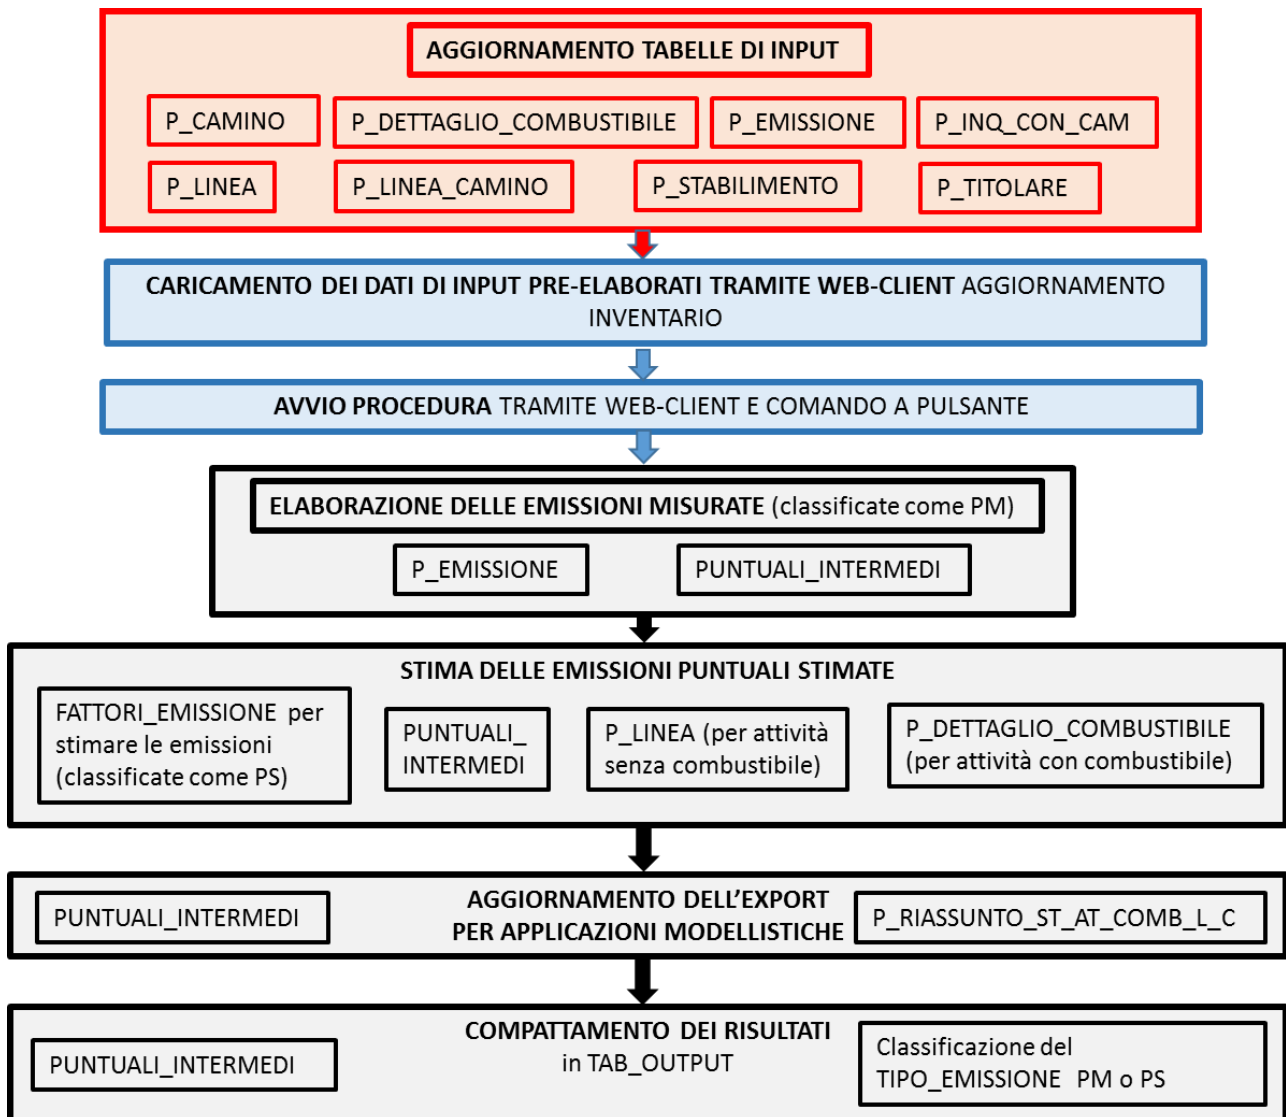 AGGIORNAMENTO TABELLE DI INPUT
P_CAMINO
P_DETTAGLIO_COMBUSTIBILE
P_EMISSIONE
P_INQ_CON_CAM
P_LINEA
P_LINEA_CAMINO
P_STABILIMENTO
P_TITOLARE
CARICAMENTO DEI DATI DI INPUT PRE-ELABORATI TRAMITE WEB-CLIENT AGGIORNAMENTO
INVENTARIO
AVVIO PROCEDURA TRAMITE WEB-CLIENT E COMANDO A PULSANTE
ELABORAZIONE DELLE EMISSIONI MISURATE (classificate come PM)
P_EMISSIONE
PUNTUALI_INTERMEDI
STIMA DELLE EMISSIONI PUNTUALI STIMATE
FATTORI_EMISSIONE per
stimare le emissioni
(classificate come PS)
PUNTUALI_
INTERMEDI
P_LINEA (per attività
senza combustibile)
P_DETTAGLIO_COMBUSTIBILE
(per attività con combustibile)
PUNTUALI_INTERMEDI
AGGIORNAMENTO DELL'EXPORT
PER APPLICAZIONI MODELLISTICHE
P_RIASSUNTO_ST_AT_COMB_L_C
PUNTUALI_INTERMEDI
COMPATTAMENTO DEI RISULTATI
in TAB_OUTPUT
Classificazione del
TIPO_EMISSIONE PM o PS